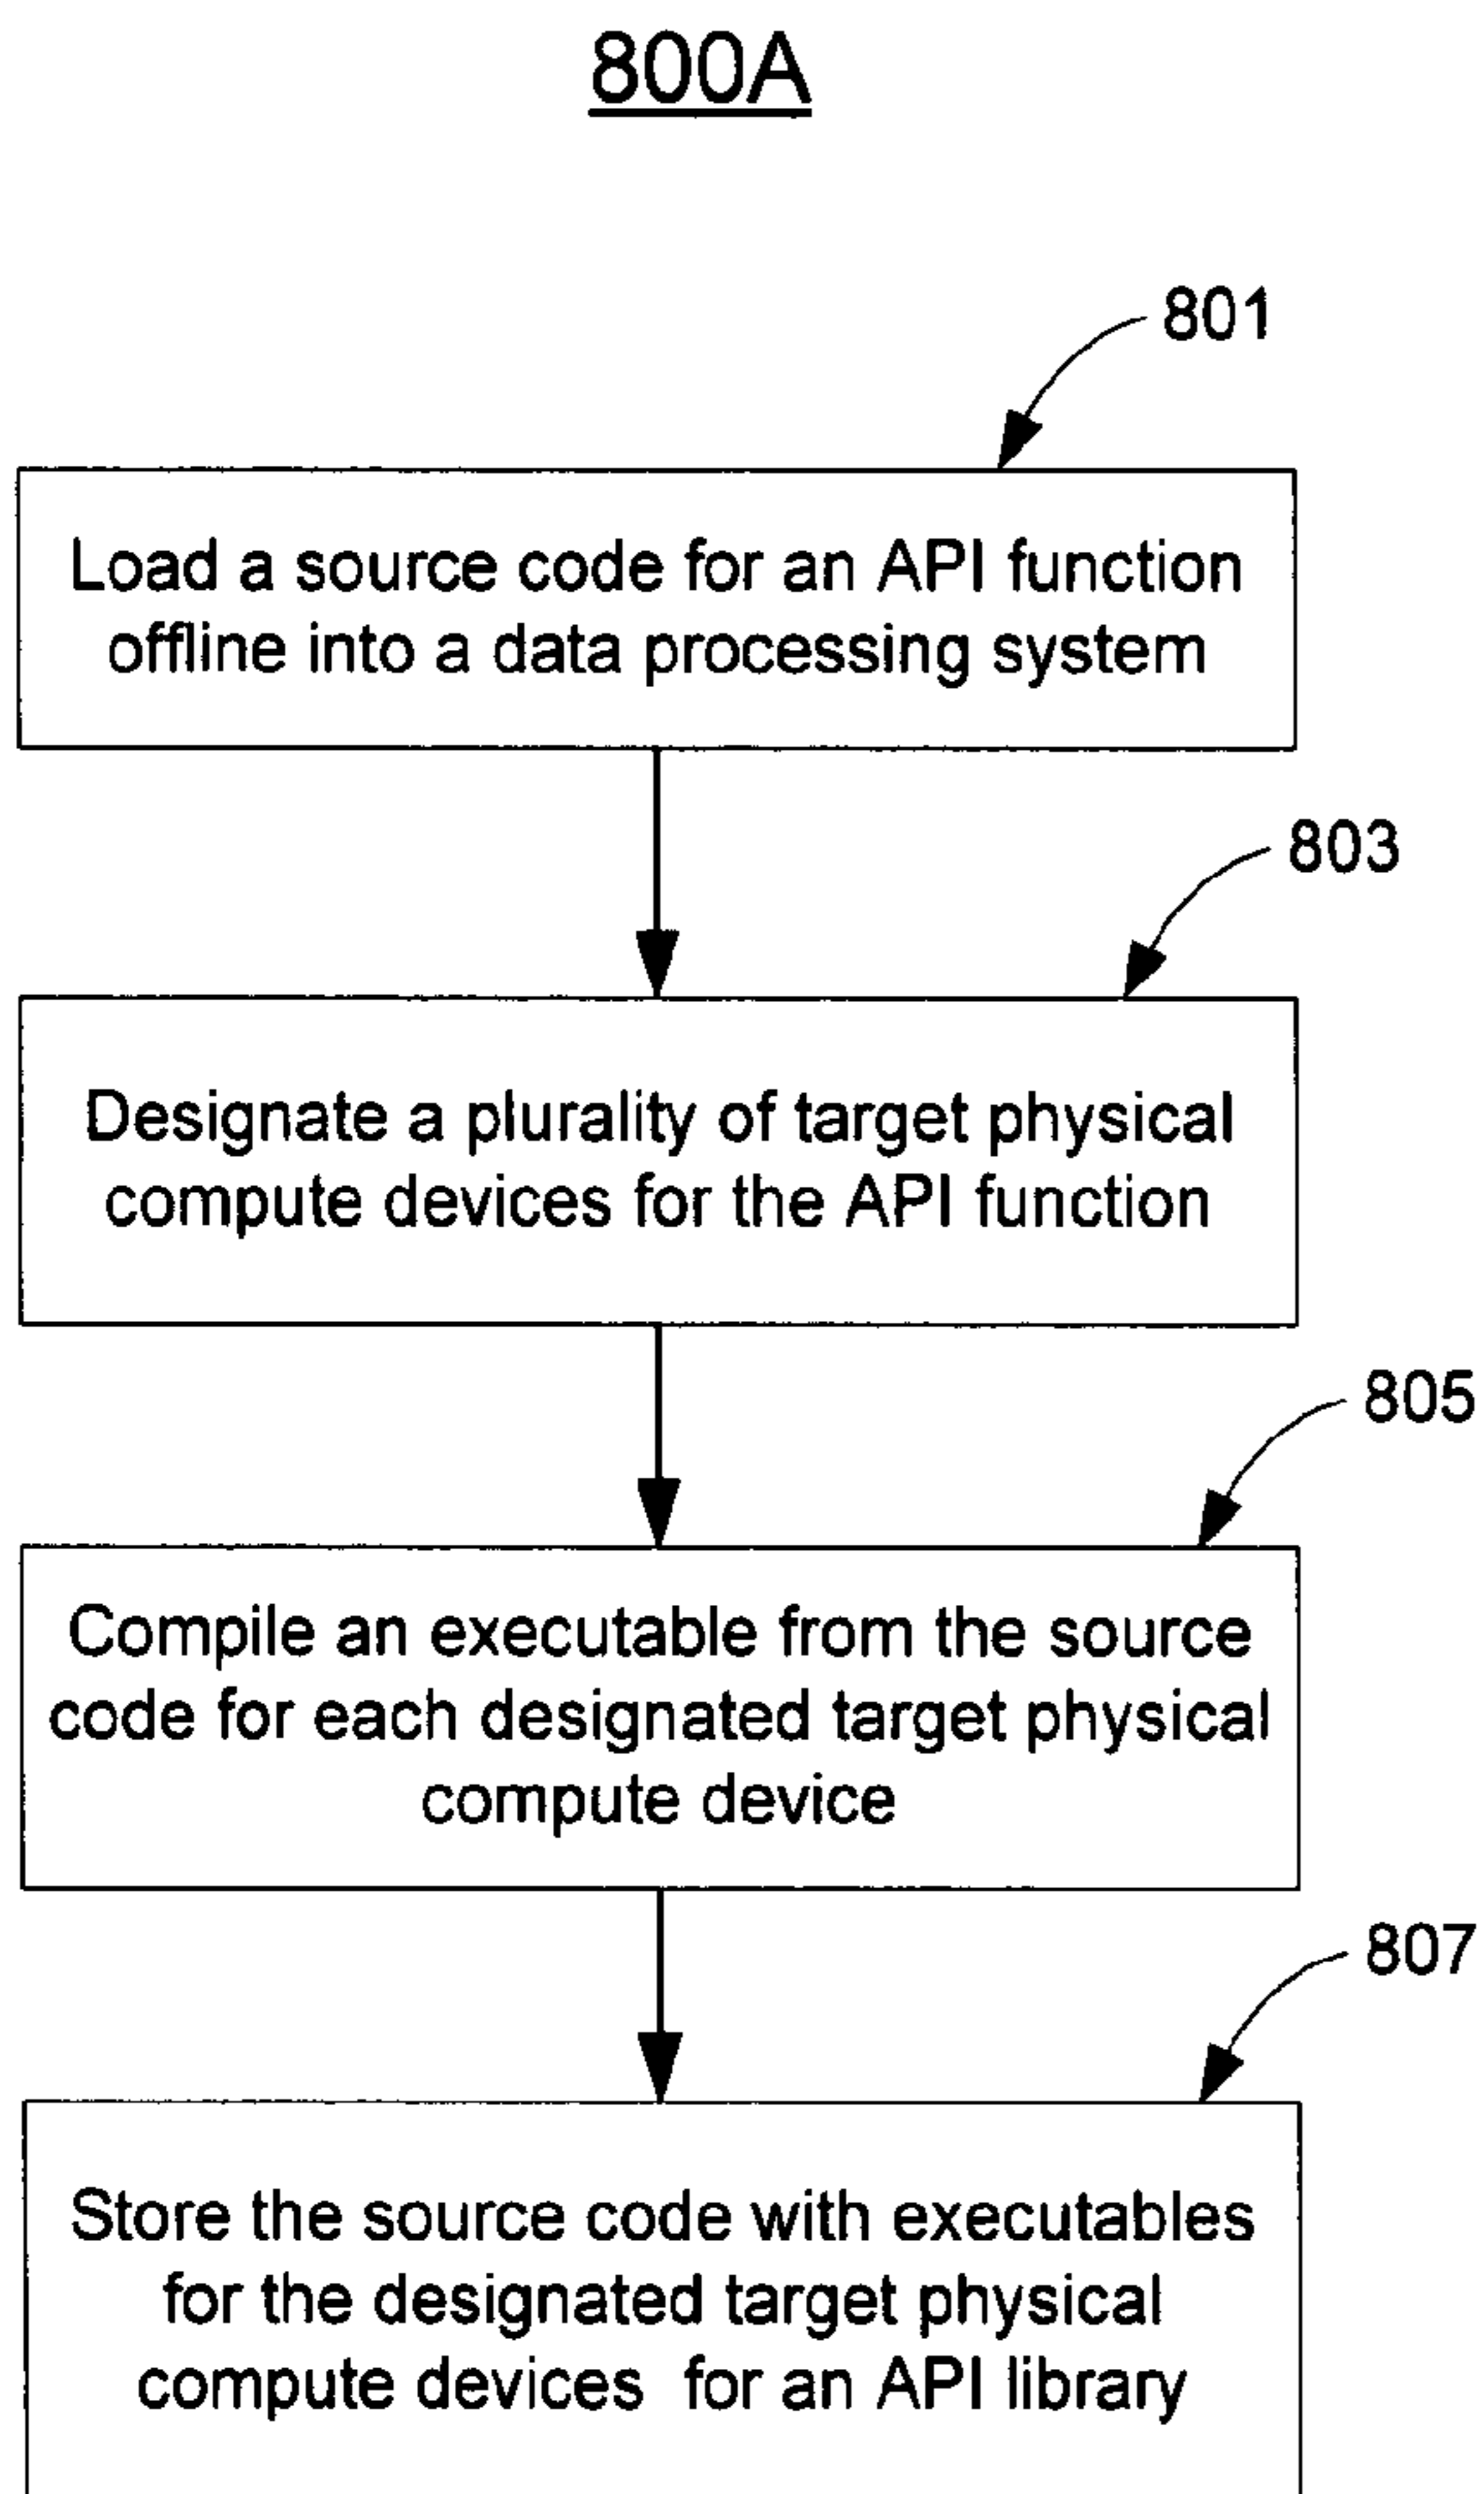 800A
801
Load a source code for an API function
offline into a data processing system
803
Designate a plurality of target physical
compute devices for the API function
805
Compile an executable from the source
code for each designated target physical
compute device
807
Store the source code with executables
for the designated target physical
compute devices for an API library